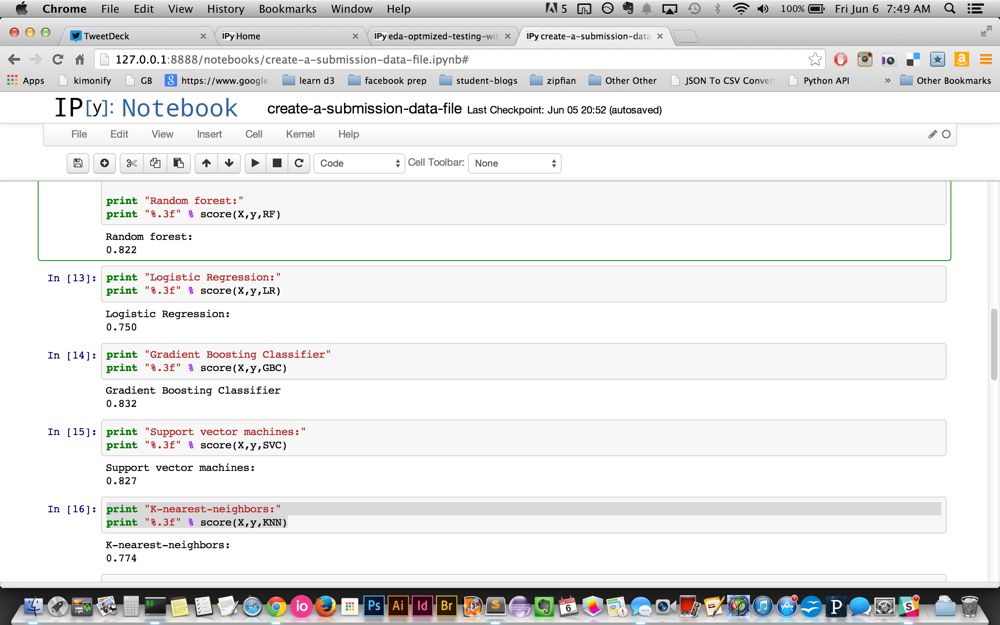 Chrome File Edit View History Bookmarks Window Help 5 100% Fri Jun 6 7:49 AM
TweetDeck IPy Home IPy eda-optmized-testing-wit IPy create-a-submission-data-
127.0.0.1:8888/notebooks/create-a-submission-data-file.ipynb#
Apps kimonify GB https://www.google learn d3 facebook prep student-blogs zipfian Other Other JSON To CSV Conver Python API » Other Bookmarks
IP[y]: Notebook create-a-submission-data-file Last Checkpoint: Jun 05 20:52 (autosaved)
File Edit View Insert Cell Kernel Help
Code Cell Toolbar: None
print "Random forest:"
print "%.3f" % score(X,y,RF)
Random forest:
0.822
In [13]: print "Logistic Regression:"
print "%.3f" % score(X,y,LR)
Logistic Regression:
0.750
In [14]: print "Gradient Boosting Classifier"
print "%.3f" % score(X,y,GBC)
Gradient Boosting Classifier
0.832
In [15]: print "Support vector machines:"
print "%.3f" % score(X,y,SVC)
Support vector machines:
0.827
In [16]: print "K-nearest-neighbors:"
print "%.3f" % score(X,y,KNN)
K-nearest-neighbors:
0.774
io Ps Ai Id Br S 6 P